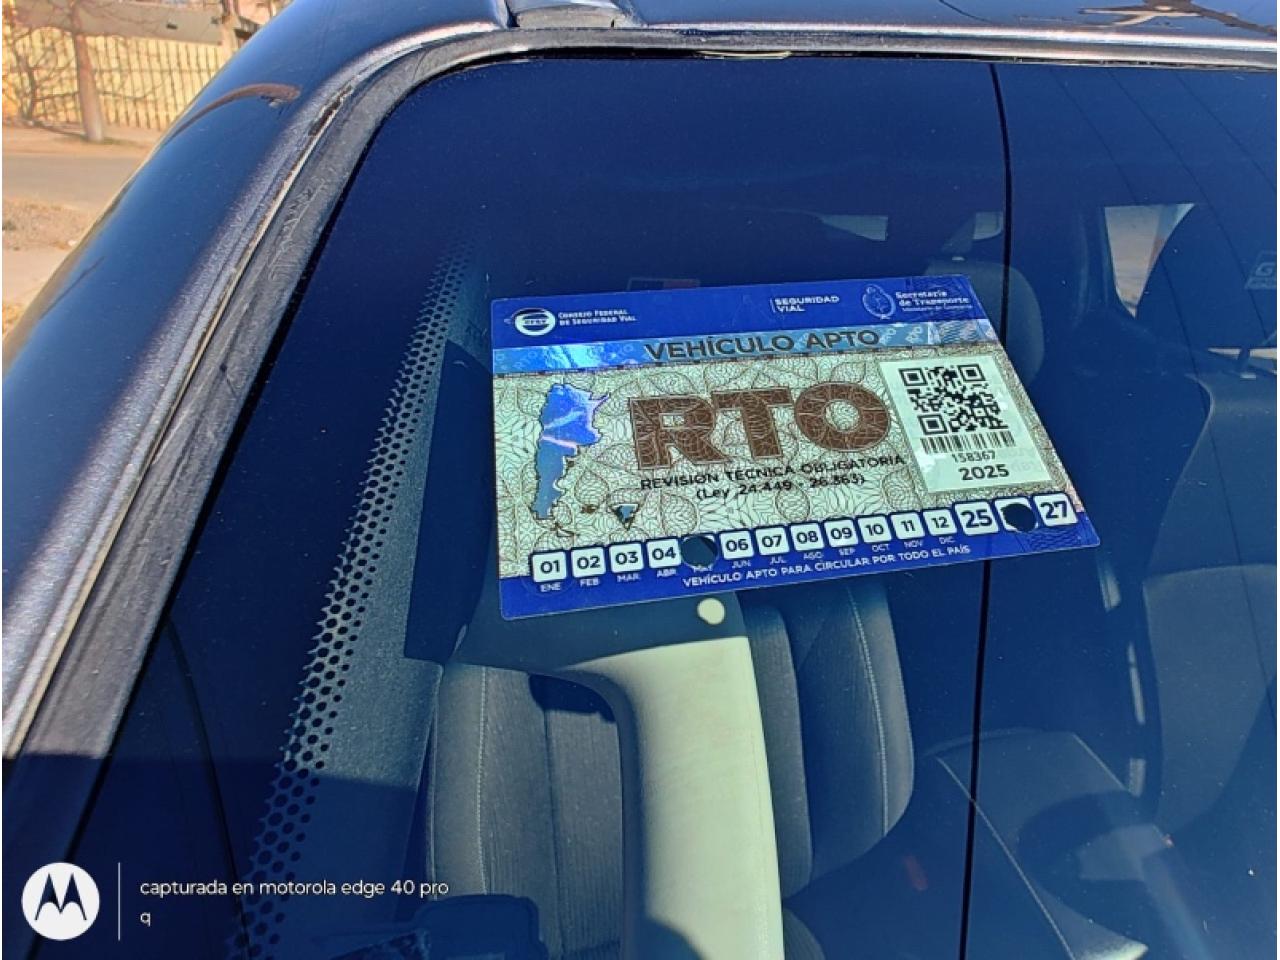 CONSEJO FEDERAL
DE SEGURIDAD VIAL
SEGURIDAD
VIAL
Secretaría
de Transporte
VEHÍCULO APTO
RTO
REVISIÓN TÉCNICA OBLIGATORIA
(Ley 24.449 - 26.363)
158367
2025
01 02 03 04 06 07 08 09 10 11 12 25 27
ENE FEB MAR ABR MAY JUN JUL AGO SEP OCT NOV DIC
VEHÍCULO APTO PARA CIRCULAR POR TODO EL PAÍS
capturada en motorola edge 40 pro
q